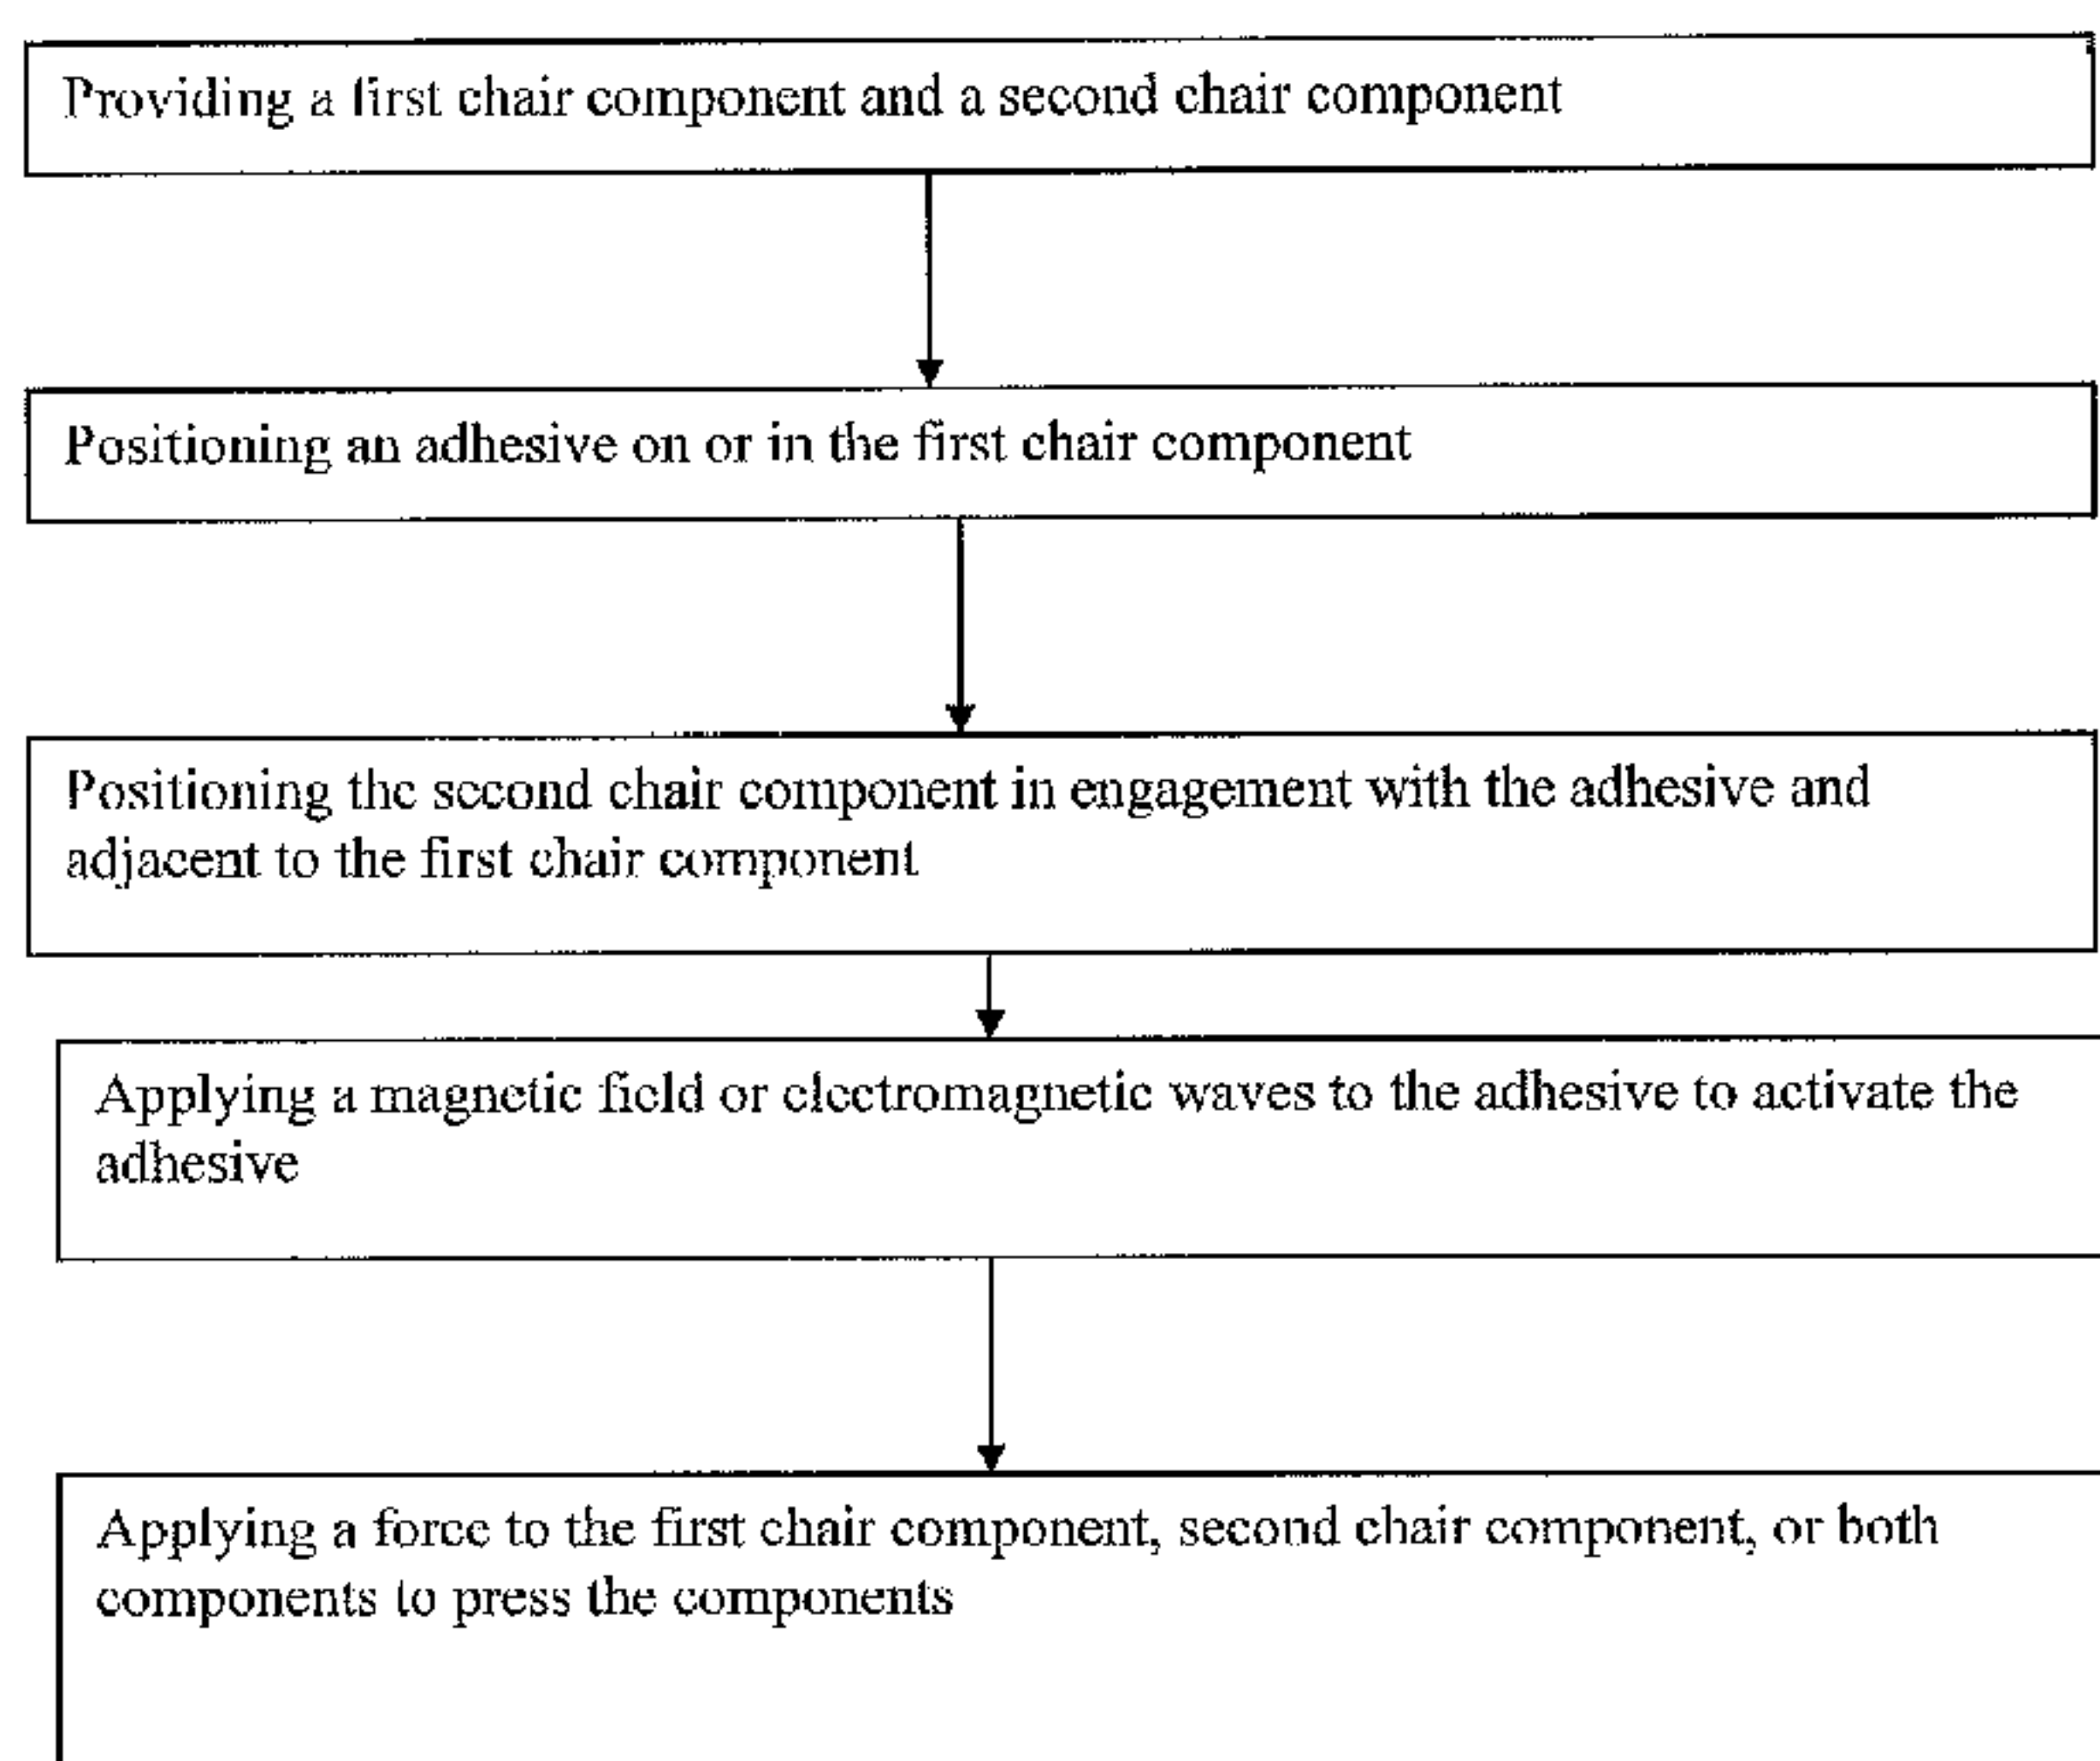 Providing a first chair component and a second chair component
Positioning an adhesive on or in the first chair component
Positioning the second chair component in engagement with the adhesive and
adjacent to the first chair component
Applying a magnetic field or electromagnetic waves to the adhesive to activate the
adhesive
Applying a force to the first chair component, second chair component, or both
components to press the components